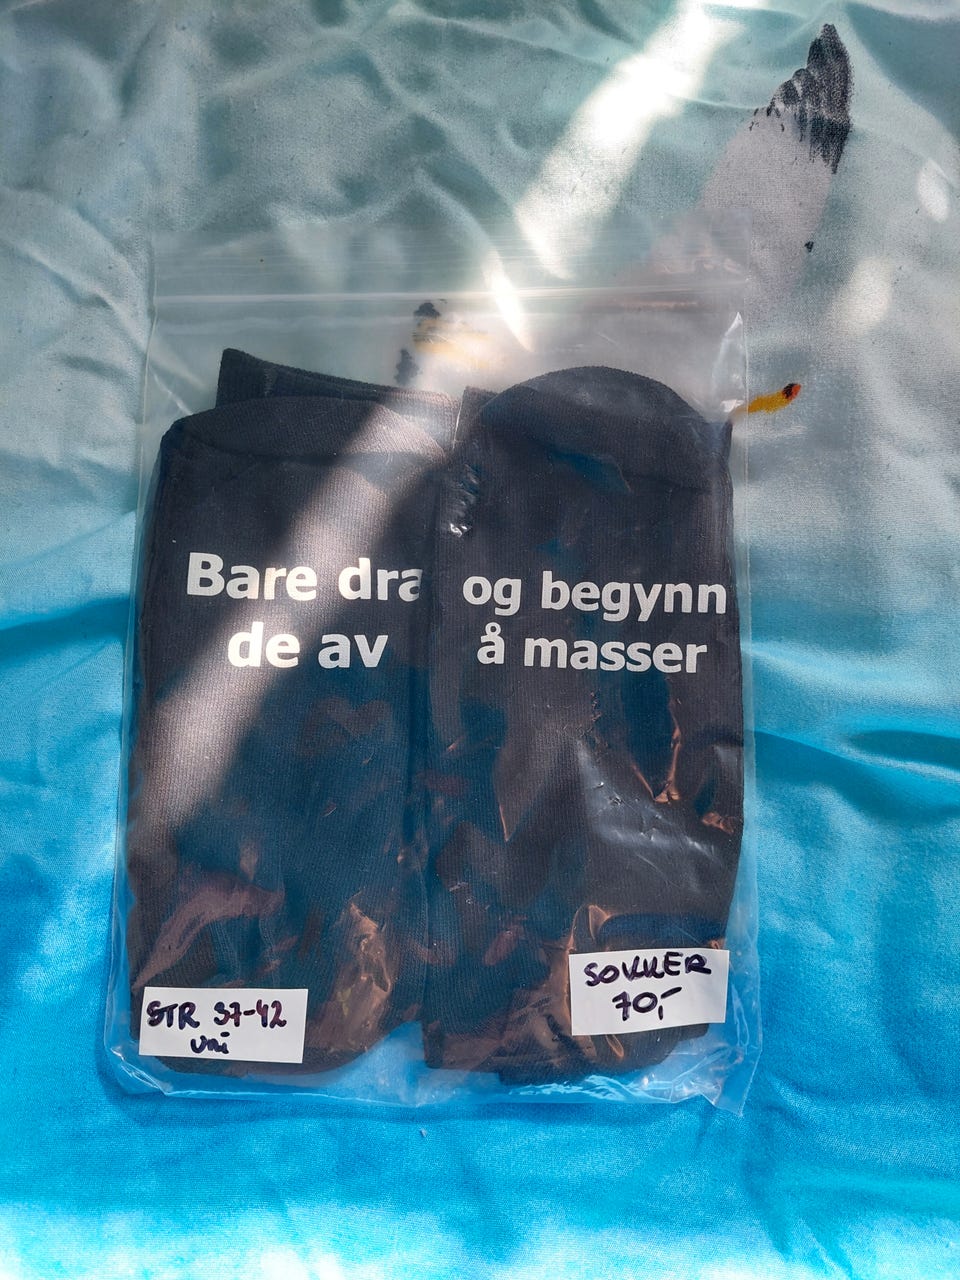 Bare dra
de av
og begynn
å masser
STR 37-42
uni
SOKKER
70,-